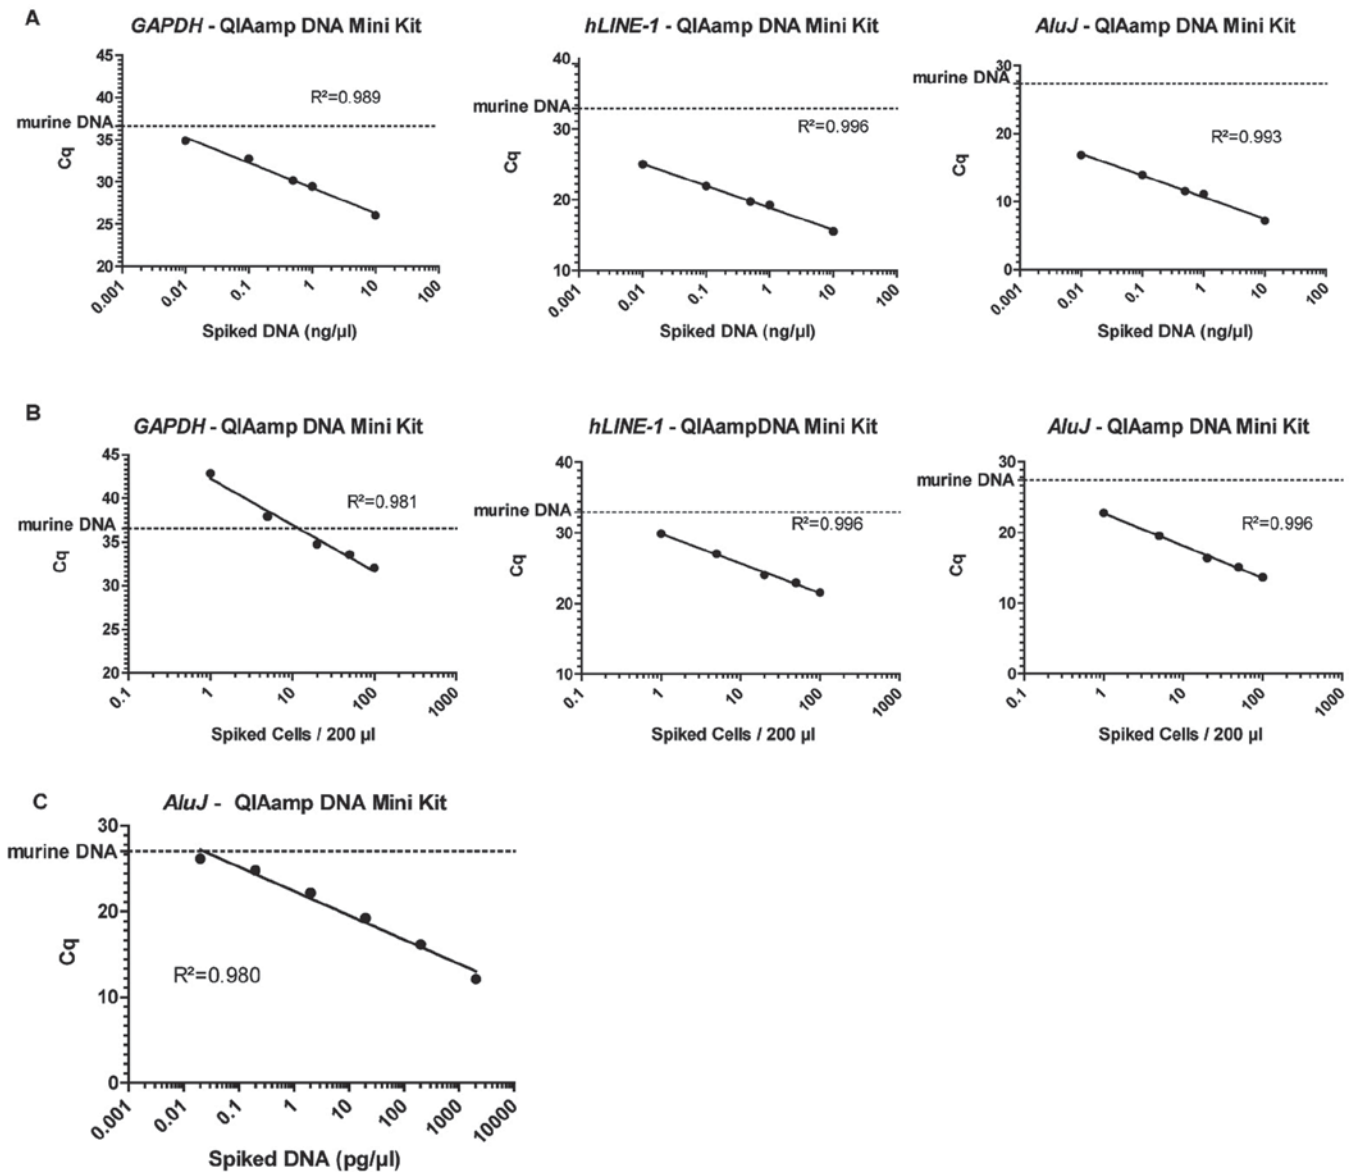 A
GAPDH - QIAamp DNA Mini Kit
45
40
35
30
25
20
murine DNA
Cq
R²=0.989
0.001 0.01 0.1 1 10 100
Spiked DNA (ng/µl)
hLINE-1 - QIAamp DNA Mini Kit
40
30
20
10
murine DNA
Cq
R²=0.996
0.001 0.01 0.1 1 10 100
Spiked DNA (ng/µl)
AluJ - QIAamp DNA Mini Kit
30
20
10
0
murine DNA
Cq
R²=0.993
0.001 0.01 0.1 1 10 100
Spiked DNA (ng/µl)
B
GAPDH - QIAamp DNA Mini Kit
45
40
35
30
25
20
murine DNA
Cq
R²=0.981
0.1 1 10 100 1000
Spiked Cells / 200 µl
hLINE-1 - QIAampDNA Mini Kit
40
30
20
10
murine DNA
Cq
R²=0.996
0.1 1 10 100 1000
Spiked Cells / 200 µl
AluJ - QIAamp DNA Mini Kit
30
20
10
0
murine DNA
Cq
R²=0.996
0.1 1 10 100 1000
Spiked Cells / 200 µl
C
AluJ - QIAamp DNA Mini Kit
30
20
10
0
murine DNA
Cq
R²=0.980
0.001 0.01 0.1 1 10 100 1000 10000
Spiked DNA (pg/µl)